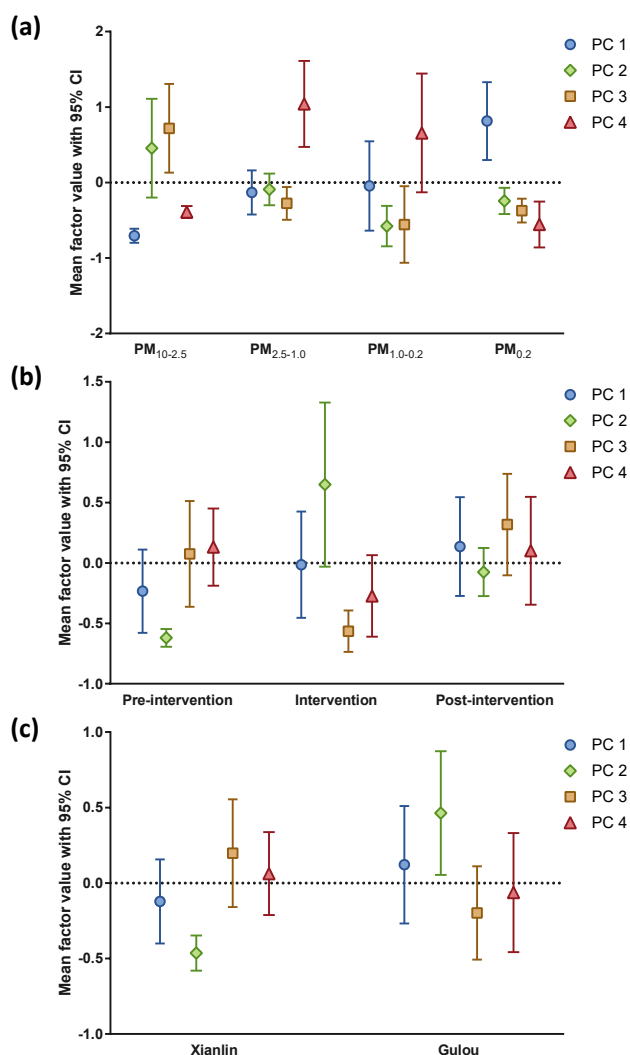 (a)
Mean factor value with 95% CI
2
1
0
-1
-2
PM10-2.5
PM2.5-1.0
PM1.0-0.2
PM0.2
PC 1
PC 2
PC 3
PC 4
(b)
Mean factor value with 95% CI
1.5
1.0
0.5
0.0
-0.5
-1.0
Pre-intervention
Intervention
Post-intervention
PC 1
PC 2
PC 3
PC 4
(c)
Mean factor value with 95% CI
1.0
0.5
0.0
-0.5
-1.0
Xianlin
Gulou
PC 1
PC 2
PC 3
PC 4